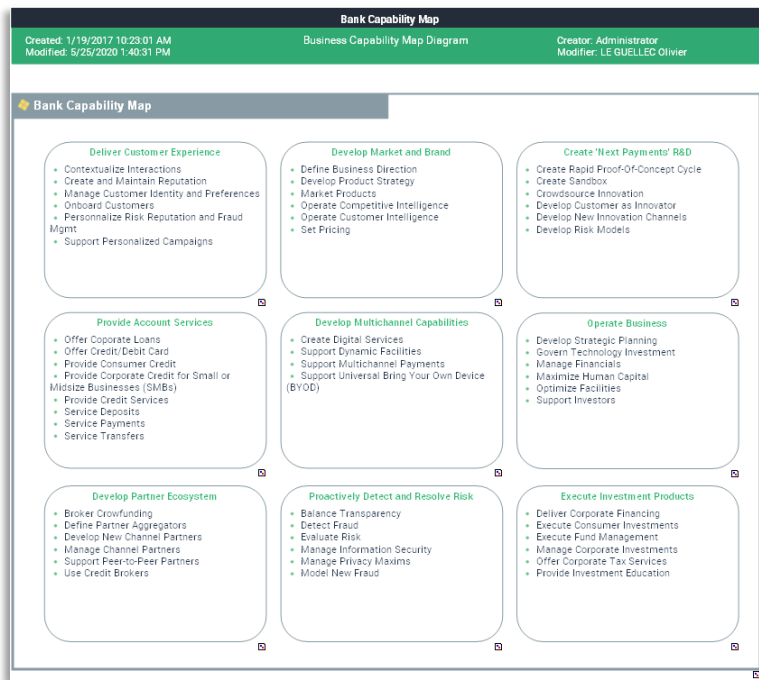 Bank Capability Map
Created: 1/19/2017 10:23:01 AM
Modified: 5/25/2020 1:40:31 PM
Business Capability Map Diagram
Creator: Administrator
Modifier: LE GUELLEC Olivier
Bank Capability Map
Deliver Customer Experience
Contextualize Interactions
Create and Maintain Reputation
Manage Customer Identity and Preferences
Onboard Customers
Personnalize Risk Reputation and Fraud
Mgmt
Support Personalized Campaigns
Develop Market and Brand
Define Business Direction
Develop Product Strategy
Market Products
Operate Competitive Intelligence
Operate Customer Intelligence
Set Pricing
Create 'Next Payments' R&D
Create Rapid Proof-Of-Concept Cycle
Create Sandbox
Crowdsource Innovation
Develop Customer as Innovator
Develop New Innovation Channels
Develop Risk Models
Provide Account Services
Offer Coporate Loans
Offer Credit/Debit Card
Provide Consumer Credit
Provide Corporate Credit for Small or
Midsize Businesses (SMBs)
Provide Credit Services
Service Deposits
Service Payments
Service Transfers
Develop Multichannel Capabilities
Create Digital Services
Support Dynamic Facilities
Support Multichannel Payments
Support Universal Bring Your Own Device
(BYOD)
Operate Business
Develop Strategic Planning
Govern Technology Investment
Manage Financials
Maximize Human Capital
Optimize Facilities
Support Investors
Develop Partner Ecosystem
Broker Crowfunding
Define Partner Aggregators
Develop New Channel Partners
Manage Channel Partners
Support Peer-to-Peer Partners
Use Credit Brokers
Proactively Detect and Resolve Risk
Balance Transparency
Detect Fraud
Evaluate Risk
Manage Information Security
Manage Privacy Maxims
Model New Fraud
Execute Investment Products
Deliver Corporate Financing
Execute Consumer Investments
Execute Fund Management
Manage Corporate Investments
Offer Corporate Tax Services
Provide Investment Education